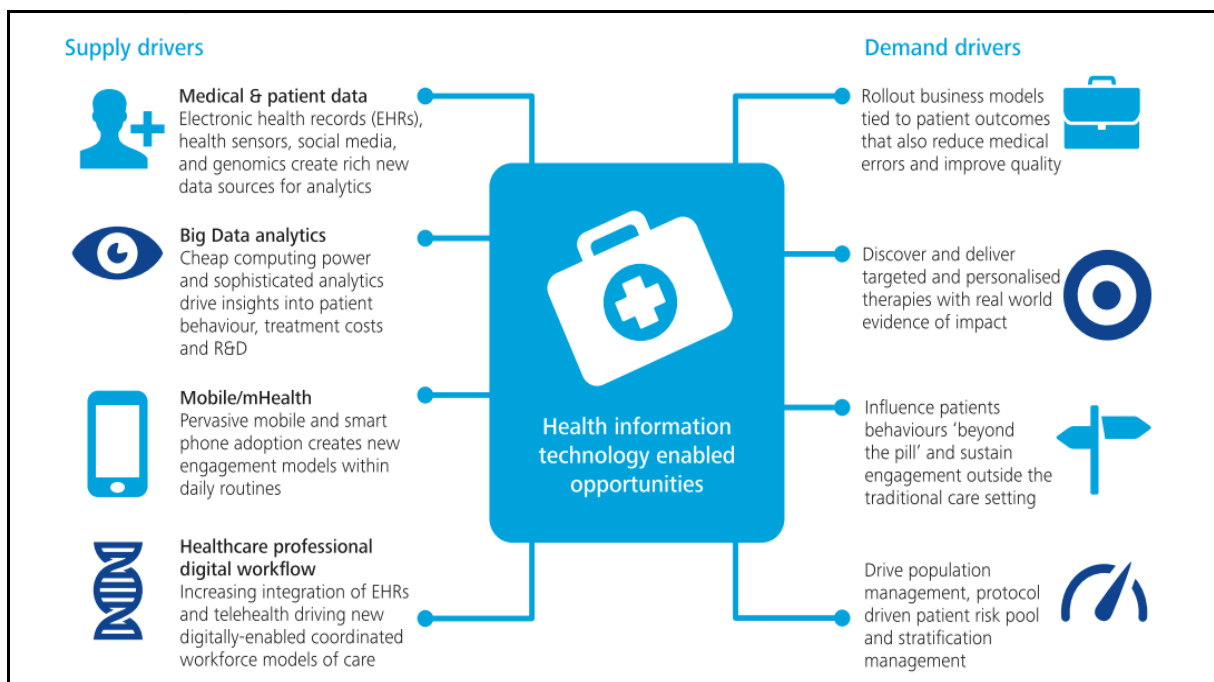 Supply drivers
Medical & patient data
Electronic health records (EHRs),
health sensors, social media,
and genomics create rich new
data sources for analytics
Big Data analytics
Cheap computing power
and sophisticated analytics
drive insights into patient
behaviour, treatment costs
and R&D
Mobile/mHealth
Pervasive mobile and smart
phone adoption creates new
engagement models within
daily routines
Healthcare professional
digital workflow
Increasing integration of EHRs
and telehealth driving new
digitally-enabled coordinated
workforce models of care
Health information
technology enabled
opportunities
Demand drivers
Rollout business models
tied to patient outcomes
that also reduce medical
errors and improve quality
Discover and deliver
targeted and personalised
therapies with real world
evidence of impact
Influence patients
behaviours ‘beyond
the pill’ and sustain
engagement outside the
traditional care setting
Drive population
management, protocol
driven patient risk pool
and stratification
management